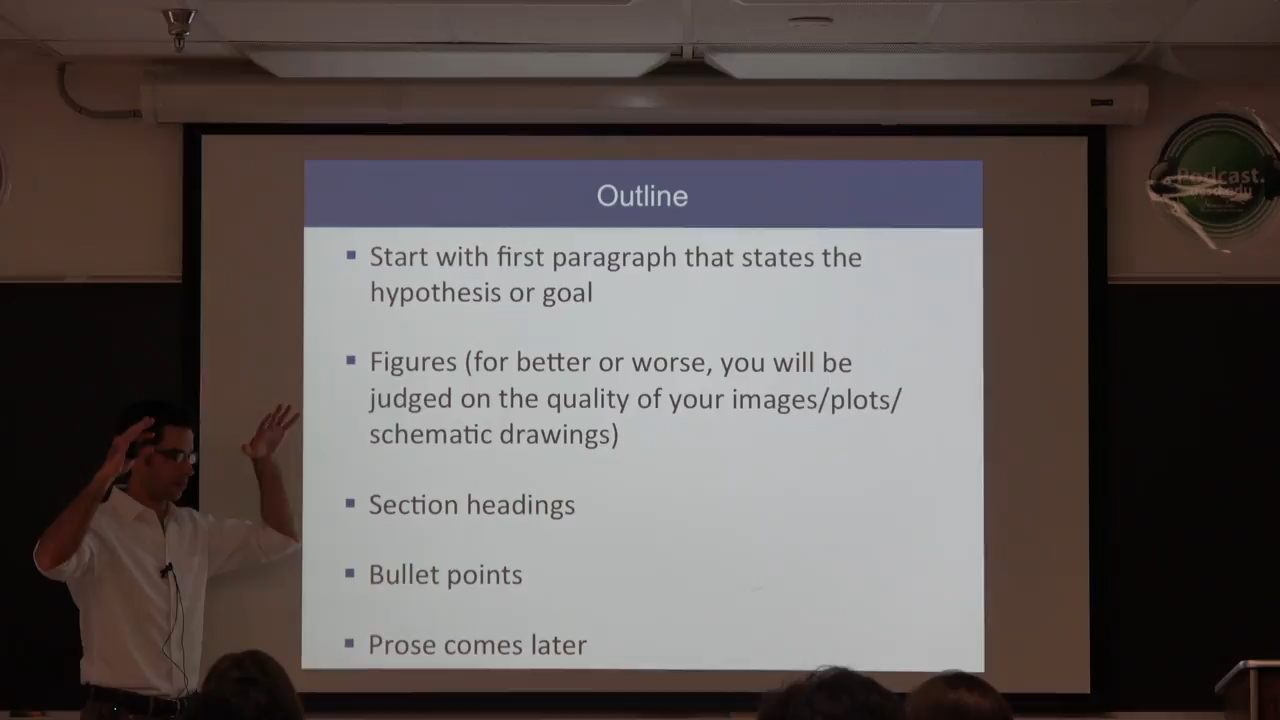 Outline
▪ Start with first paragraph that states the
hypothesis or goal
▪ Figures (for better or worse, you will be
judged on the quality of your images/plots/
schematic drawings)
▪ Section headings
▪ Bullet points
▪ Prose comes later
Podcast.